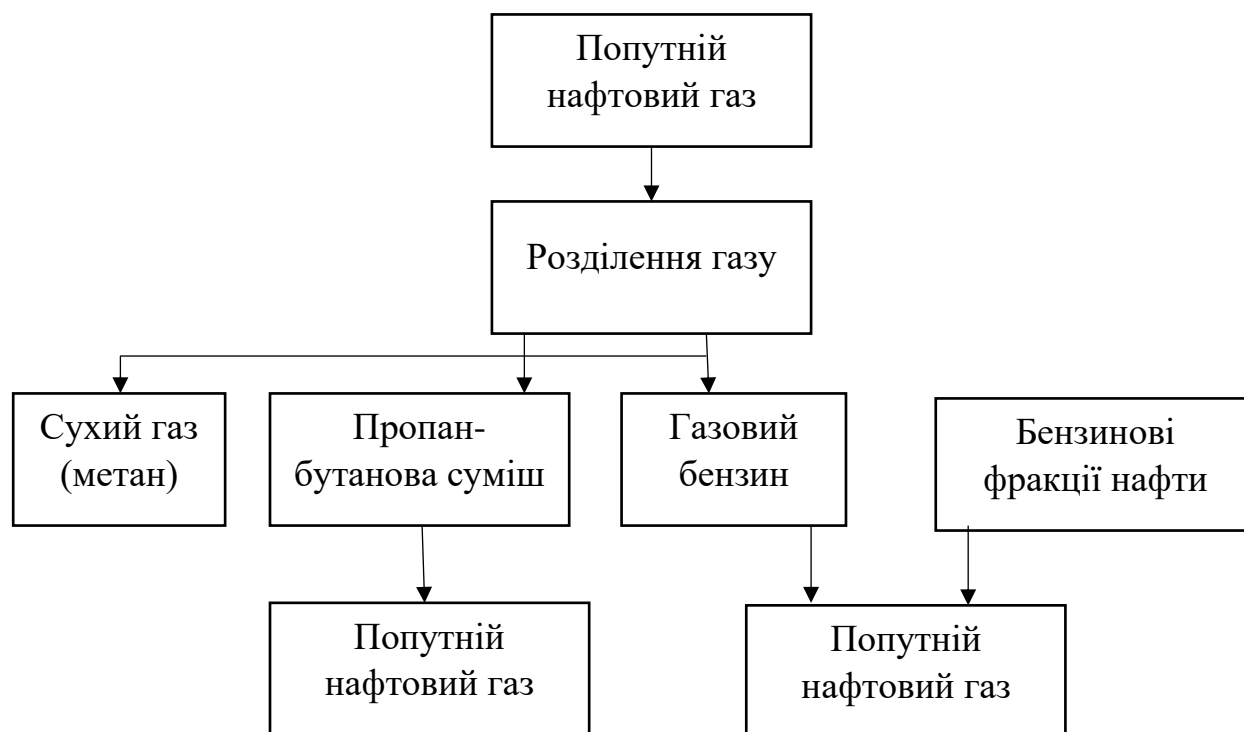 Попутній
нафтовий газ
Розділення газу
Сухий газ
(метан)
Пропан-
бутанова суміш
Газовий
бензин
Бензинові
фракції нафти
Попутній
нафтовий газ
Попутній
нафтовий газ